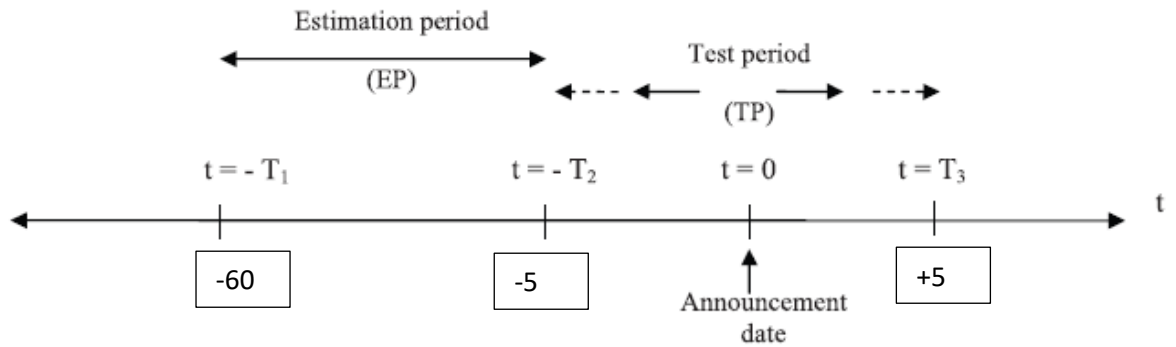 Estimation period
(EP)
Test period
(TP)
t = - T₁
t = - T₂
t = 0
t = T₃
t
-60
-5
+5
Announcement
date